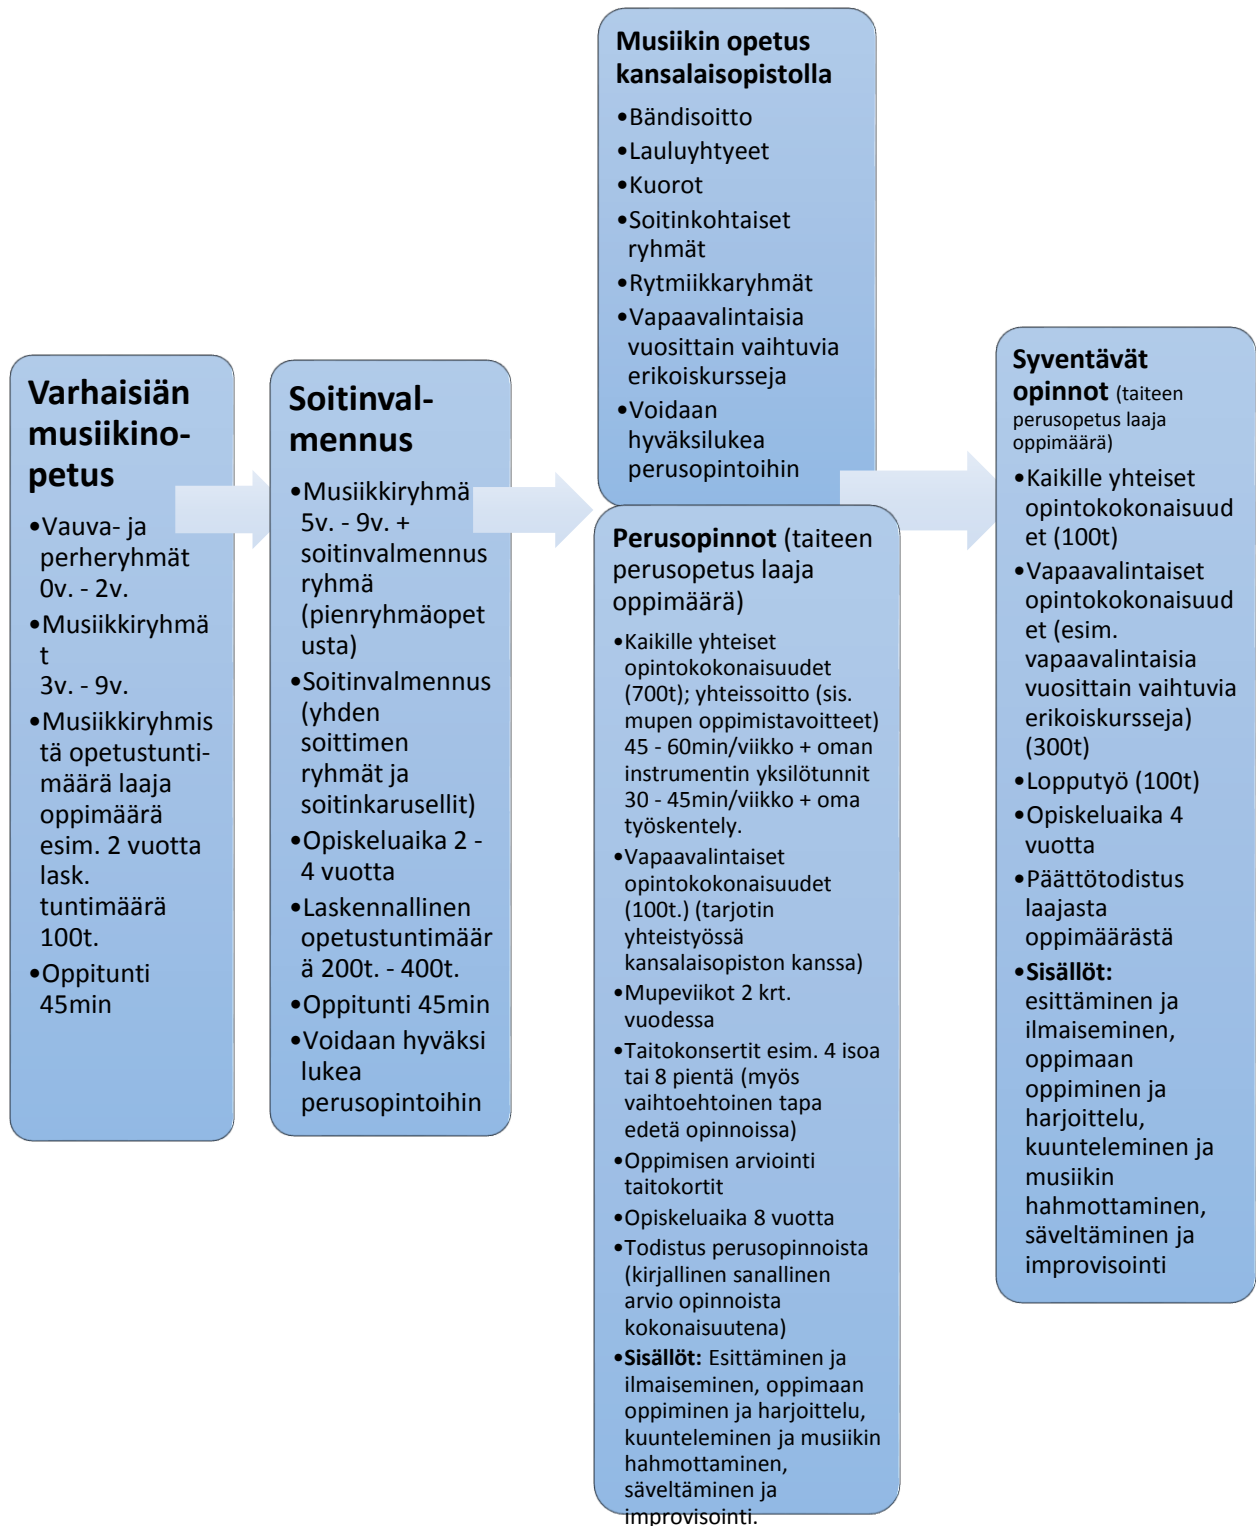 Varhaisiän
musiikino-
petus
•Vauva- ja
perheryhmät
0v. - 2v.
•Musiikkiryhmä
t
3v. - 9v.
•Musiikkiryhmis
tä opetustunti-
määrä laaja
oppimäärä
esim. 2 vuotta
lask.
tuntimäärä
100t.
•Oppitunti
45min
Soitinval-
mennus
•Musiikkiryhmä
5v. - 9v. +
soitinvalmennus
ryhmä
(pienryhmäopet
usta)
•Soitinvalmennus
(yhden
soittimen
ryhmät ja
soitinkarusellit)
•Opiskeluaika 2 -
4 vuotta
•Laskennallinen
opetustuntimäär
ä 200t. - 400t.
•Oppitunti 45min
•Voidaan hyväksi
lukea
perusopintoihin
Musiikin opetus
kansalaisopistolla
•Bändisoitto
•Lauluyhtyeet
•Kuorot
•Soitinkohtaiset
ryhmät
•Rytmiikkaryhmät
•Vapaavalintaisia
vuosittain vaihtuvia
erikoiskursseja
•Voidaan
hyväksilukea
perusopintoihin
Perusopinnot (taiteen
perusopetus laaja
oppimäärä)
•Kaikille yhteiset
opintokokonaisuudet
(700t); yhteissoitto (sis.
mupen oppimistavoitteet)
45 - 60min/viikko + oman
instrumentin yksilötunnit
30 - 45min/viikko + oma
työskentely.
•Vapaavalintaiset
opintokokonaisuudet
(100t.) (tarjotin
yhteistyössä
kansalaisopiston kanssa)
•Mupeviikot 2 krt.
vuodessa
•Taitokonsertit esim. 4 isoa
tai 8 pientä (myös
vaihtoehtoinen tapa
edetä opinnoissa)
•Oppimisen arviointi
taitokortit
•Opiskeluaika 8 vuotta
•Todistus perusopinnoista
(kirjallinen sanallinen
arvio opinnoista
kokonaisuutena)
•Sisällöt: Esittäminen ja
ilmaiseminen, oppimaan
oppiminen ja harjoittelu,
kuunteleminen ja musiikin
hahmottaminen,
säveltäminen ja
improvisointi.
Syventävät
opinnot (taiteen
perusopetus laaja
oppimäärä)
•Kaikille yhteiset
opintokokonaisuud
et (100t)
•Vapaavalintaiset
opintokokonaisuud
et (esim.
vapaavalintaisia
vuosittain vaihtuvia
erikoiskursseja)
(300t)
•Lopputyö (100t)
•Opiskeluaika 4
vuotta
•Päättötodistus
laajasta
oppimäärästä
•Sisällöt:
esittäminen ja
ilmaiseminen,
oppimaan
oppiminen ja
harjoittelu,
kuunteleminen ja
musiikin
hahmottaminen,
säveltäminen ja
improvisointi